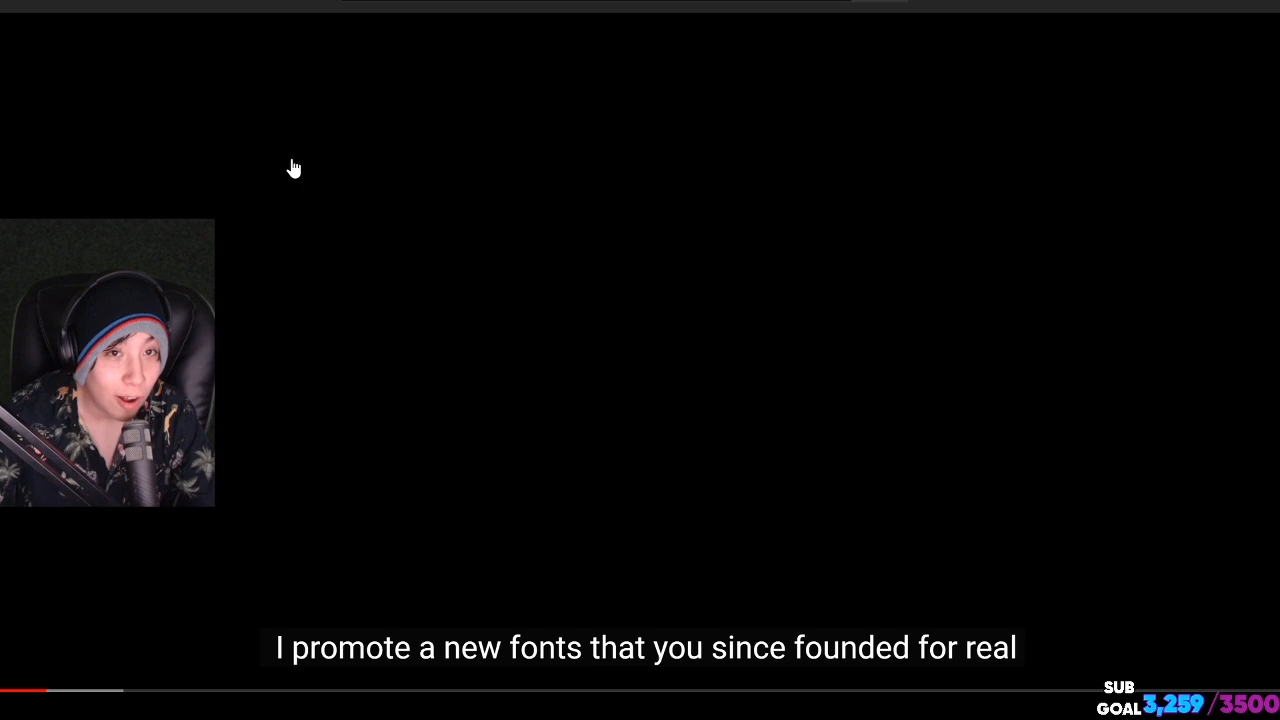 I promote a new fonts that you since founded for real
SUB
GOAL 3,259 / 3500